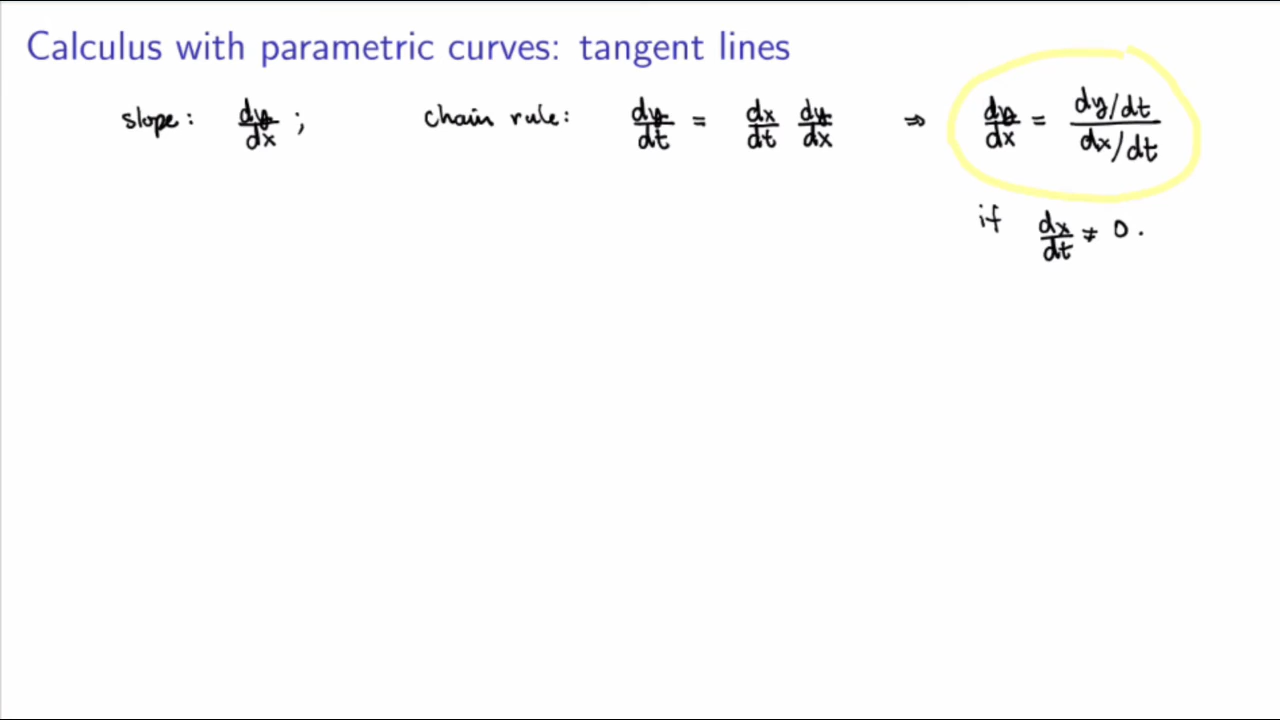 Calculus with parametric curves: tangent lines
slope: dy/dx ; chain rule: dy/dt = dx/dt dy/dx ⇒ dy/dx = (dy/dt)/(dx/dt)
if dx/dt ≠ 0.